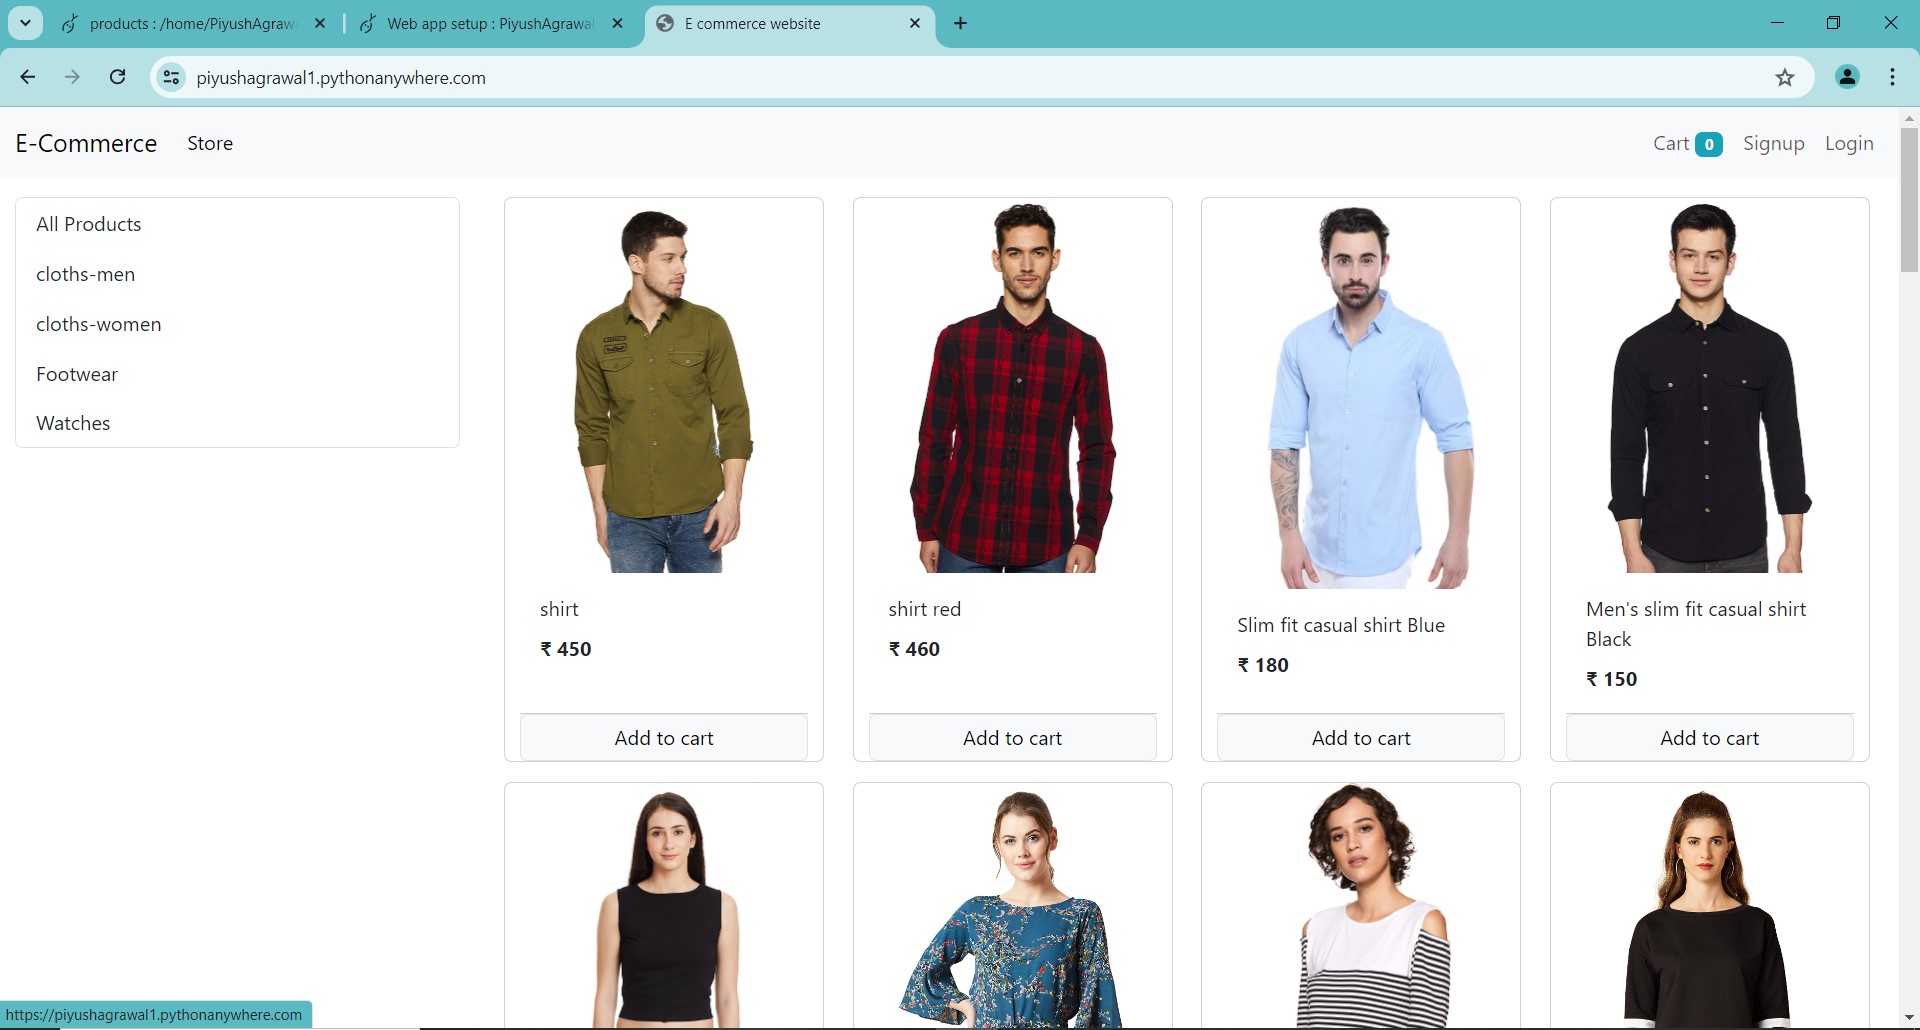 products : /home/PiyushAgrawa
Web app setup : PiyushAgrawal
E commerce website
piyushagrawal1.pythonanywhere.com
E-Commerce
Store
Cart 0
Signup
Login
All Products
cloths-men
cloths-women
Footwear
Watches
shirt
₹ 450
Add to cart
shirt red
₹ 460
Add to cart
Slim fit casual shirt Blue
₹ 180
Add to cart
Men's slim fit casual shirt
Black
₹ 150
Add to cart
https://piyushagrawal1.pythonanywhere.com